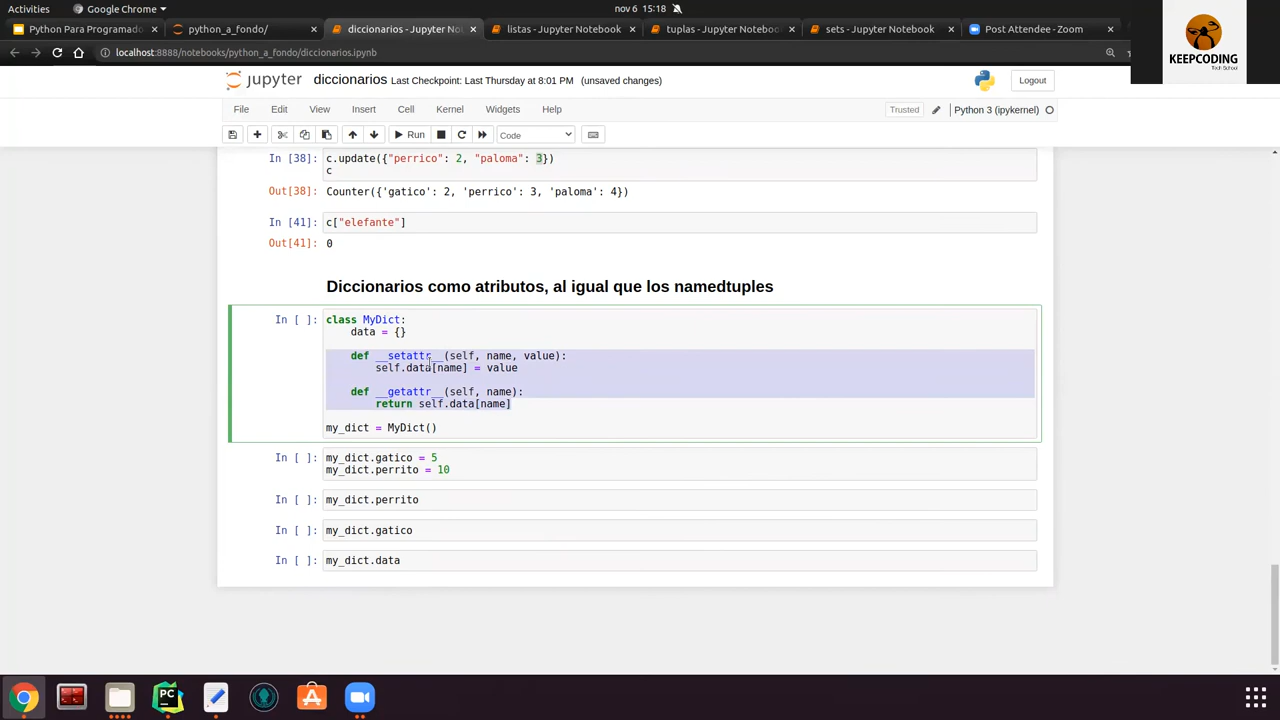 Activities
Google Chrome
nov 6 15:18
Python Para Programado
python_a_fondo/
diccionarios - Jupyter Not
listas - Jupyter Notebook
tuplas - Jupyter Notebook
sets - Jupyter Notebook
Post Attendee - Zoom
localhost:8888/notebooks/python_a_fondo/diccionarios.ipynb
KEEPCODING
Tech School
jupyter diccionarios Last Checkpoint: Last Thursday at 8:01 PM (unsaved changes)
Logout
File Edit View Insert Cell Kernel Widgets Help
Trusted
Python 3 (ipykernel)
Run
Code
In [38]: c.update({"perrico": 2, "paloma": 3})
c
Out[38]: Counter({'gatico': 2, 'perrico': 3, 'paloma': 4})
In [41]: c["elefante"]
Out[41]: 0
Diccionarios como atributos, al igual que los namedtuples
In [ ]: class MyDict:
data = {}
def __setattr__(self, name, value):
self.data[name] = value
def __getattr__(self, name):
return self.data[name]
my_dict = MyDict()
In [ ]: my_dict.gatico = 5
my_dict.perrito = 10
In [ ]: my_dict.perrito
In [ ]: my_dict.gatico
In [ ]: my_dict.data
PC